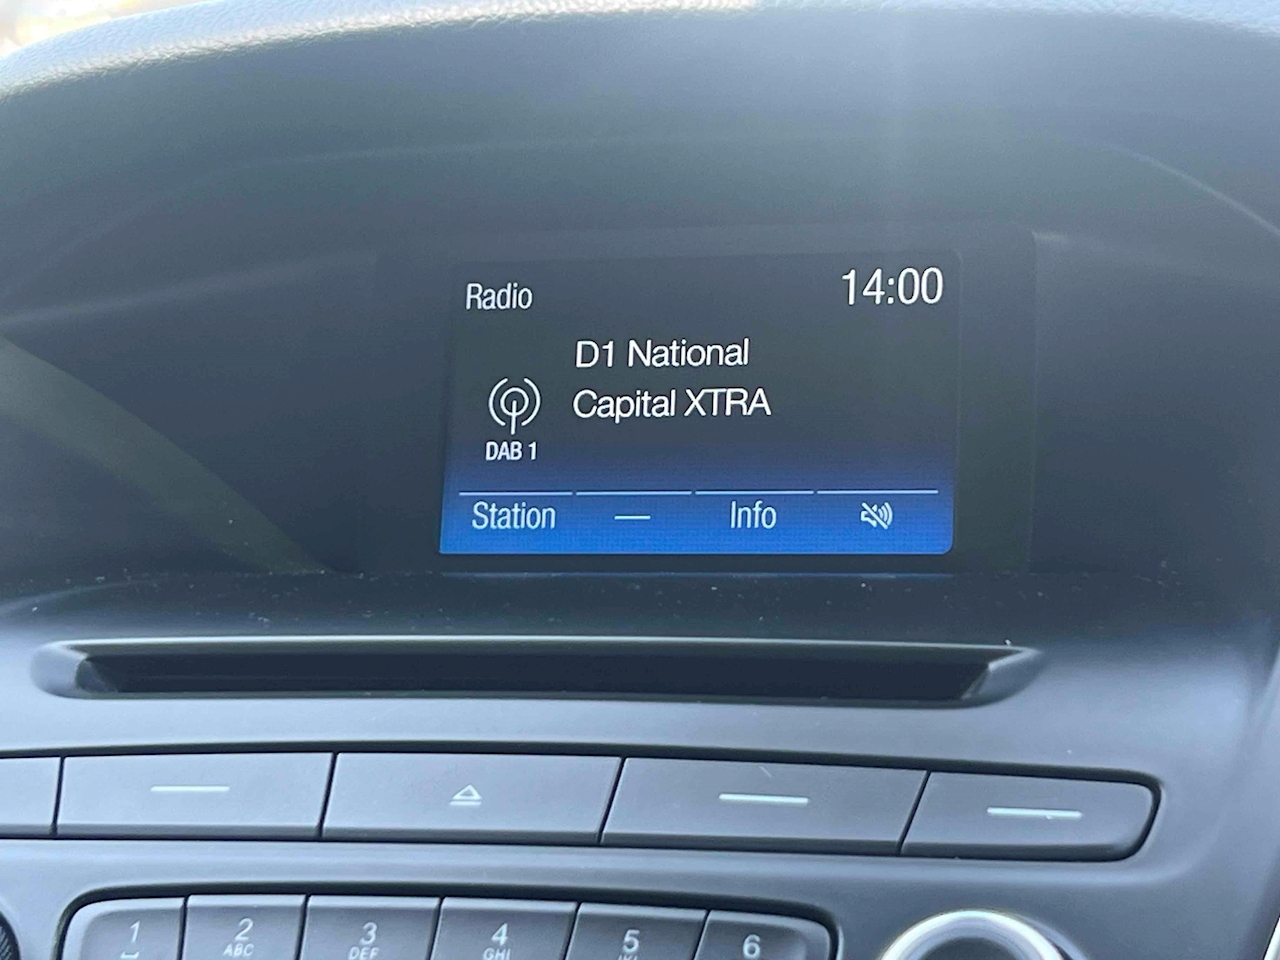 Radio 14:00
D1 National
Capital XTRA
DAB 1
Station — Info
1 2 3 4 5 6
ABC DEF GHI